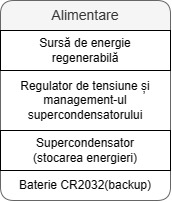 Alimentare
Sursă de energie
regenerabilă
Regulator de tensiune și
management-ul
supercondensatorului
Supercondensator
(stocarea energieri)
Baterie CR2032(backup)